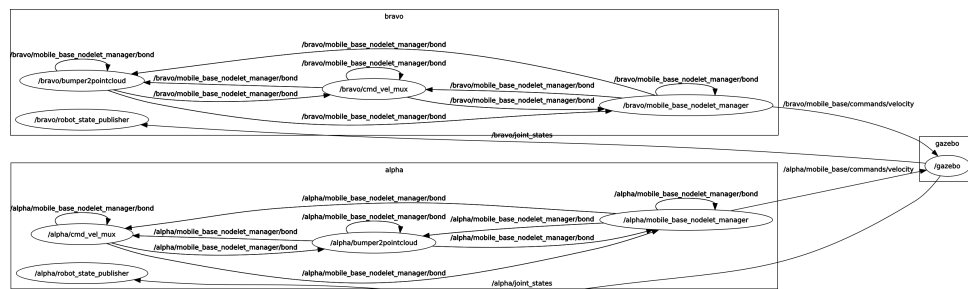 bravo
/bravo/mobile_base_nodelet_manager/bond
/bravo/mobile_base_nodelet_manager/bond
/bravo/mobile_base_nodelet_manager/bond
/bravo/mobile_base_nodelet_manager/bond
/bravo/mobile_base_nodelet_manager/bond
/bravo/bumper2pointcloud
/bravo/mobile_base_nodelet_manager/bond
/bravo/cmd_vel_mux
/bravo/mobile_base_nodelet_manager/bond
/bravo/mobile_base_nodelet_manager/bond
/bravo/mobile_base_nodelet_manager/bond
/bravo/mobile_base_nodelet_manager
/bravo/mobile_base/commands/velocity
/bravo/mobile_base_nodelet_manager/bond
/bravo/robot_state_publisher
/bravo/joint_states
gazebo
/gazebo
alpha
/alpha/mobile_base/commands/velocity
/alpha/mobile_base_nodelet_manager/bond
/alpha/mobile_base_nodelet_manager/bond
/alpha/mobile_base_nodelet_manager/bond
/alpha/mobile_base_nodelet_manager/bond
/alpha/mobile_base_nodelet_manager/bond
/alpha/mobile_base_nodelet_manager
/alpha/cmd_vel_mux
/alpha/mobile_base_nodelet_manager/bond
/alpha/bumper2pointcloud
/alpha/mobile_base_nodelet_manager/bond
/alpha/mobile_base_nodelet_manager/bond
/alpha/mobile_base_nodelet_manager/bond
/alpha/robot_state_publisher
/alpha/joint_states